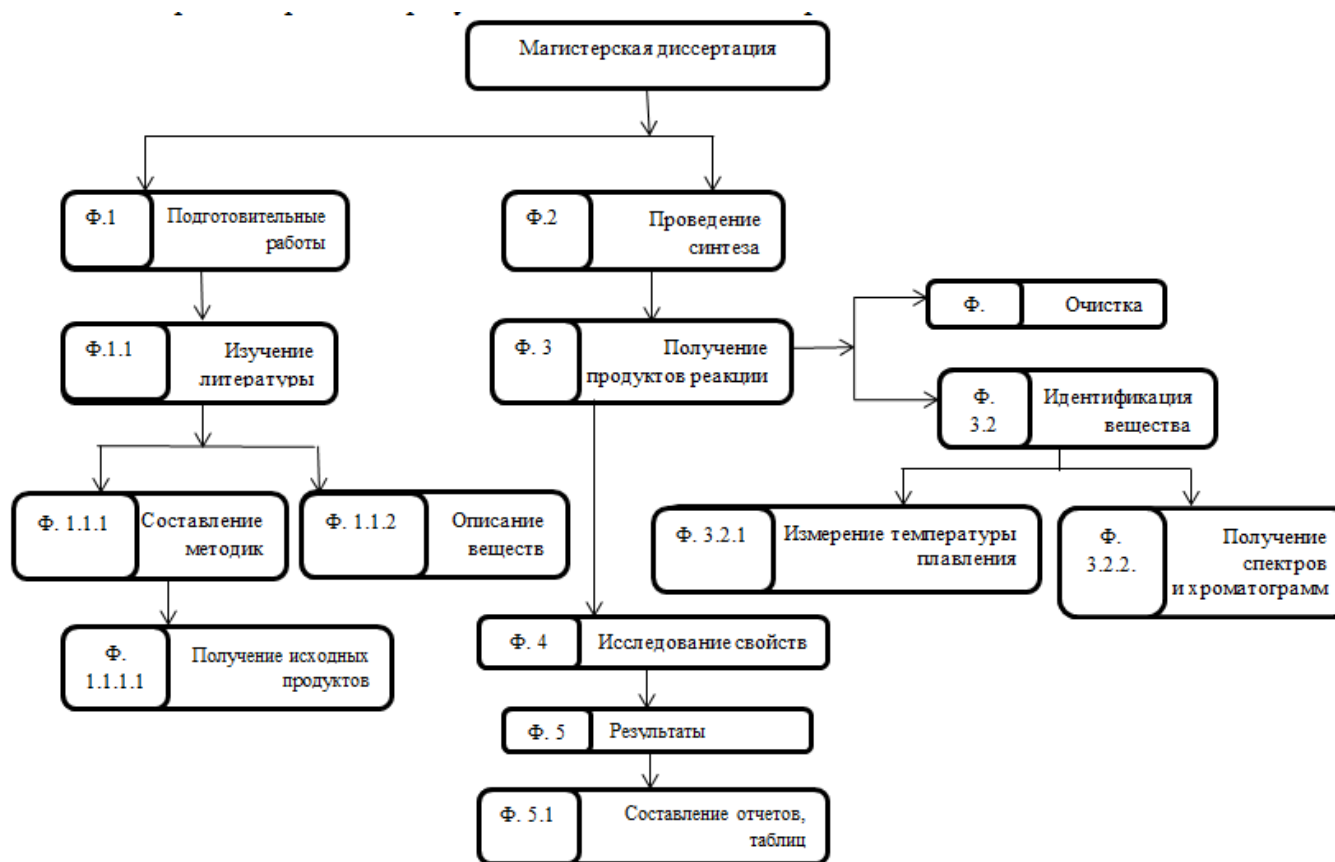 Магистерская диссертация
Ф.1
Подготовительные
работы
Ф.2
Проведение
синтеза
Ф.
Очистка
Ф.1.1
Изучение
литературы
Ф. 3
Получение
продуктов реакции
Ф.
3.2
Идентификация
вещества
Ф. 1.1.1
Составление
методик
Ф. 1.1.2
Описание
веществ
Ф. 3.2.1
Измерение температуры
плавления
Ф.
3.2.2.
Получение
спектров
и хроматограмм
Ф.
1.1.1.1
Получение исходных
продуктов
Ф. 4
Исследование свойств
Ф. 5
Результаты
Ф. 5.1
Составление отчетов,
таблиц